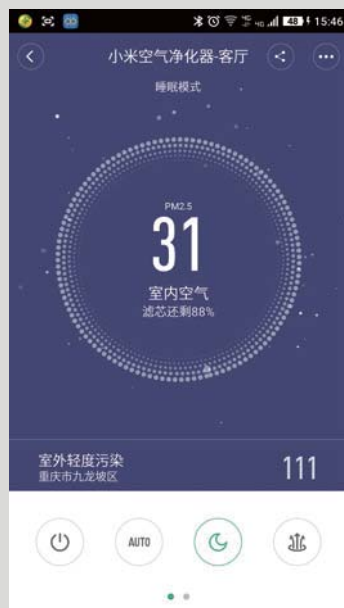 4G 48 15:46
小米空气净化器-客厅
睡眠模式
PM2.5
31
室内空气
滤芯还剩88%
室外轻度污染
重庆市九龙坡区
111
AUTO